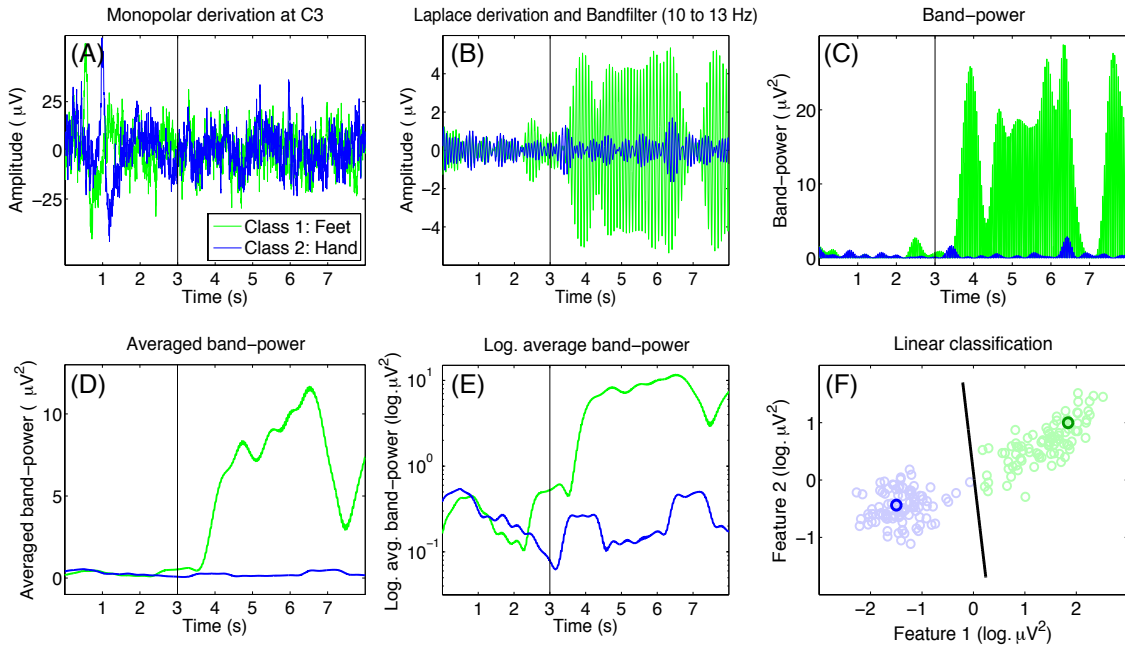 Monopolar derivation at C3
(A)
Amplitude ( μV)
25
0
−25
Class 1: Feet
Class 2: Hand
1 2 3 4 5 6 7
Time (s)
Laplace derivation and Bandfilter (10 to 13 Hz)
(B)
Amplitude ( μV)
4
2
0
−2
−4
1 2 3 4 5 6 7
Time (s)
Band−power
(C)
Band−power ( μV²)
20
10
0
1 2 3 4 5 6 7
Time (s)
Averaged band−power
(D)
Averaged band−power ( μV²)
10
5
0
1 2 3 4 5 6 7
Time (s)
Log. average band−power
(E)
Log. avg. band−power (log. μV²)
10¹
10⁰
10⁻¹
1 2 3 4 5 6 7
Time (s)
Linear classification
(F)
Feature 2 (log. μV²)
1
0
−1
−2 −1 0 1 2
Feature 1 (log. μV²)